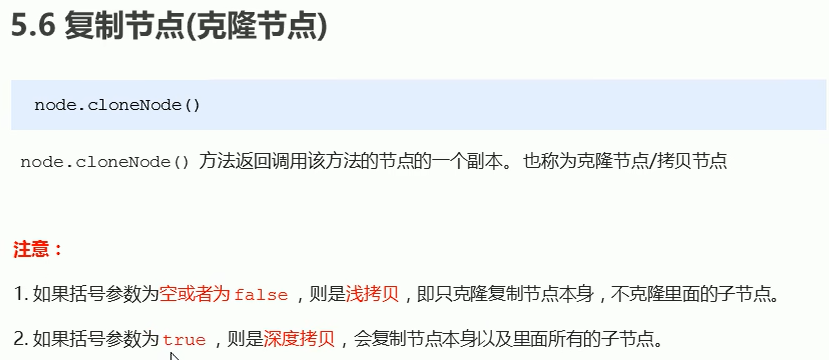 5.6 复制节点(克隆节点)
node.cloneNode()
node.cloneNode() 方法返回调用该方法的节点的一个副本。 也称为克隆节点/拷贝节点
注意：
1. 如果括号参数为空或者为 false ，则是浅拷贝，即只克隆复制节点本身，不克隆里面的子节点。
2. 如果括号参数为 true ，则是深度拷贝，会复制节点本身以及里面所有的子节点。